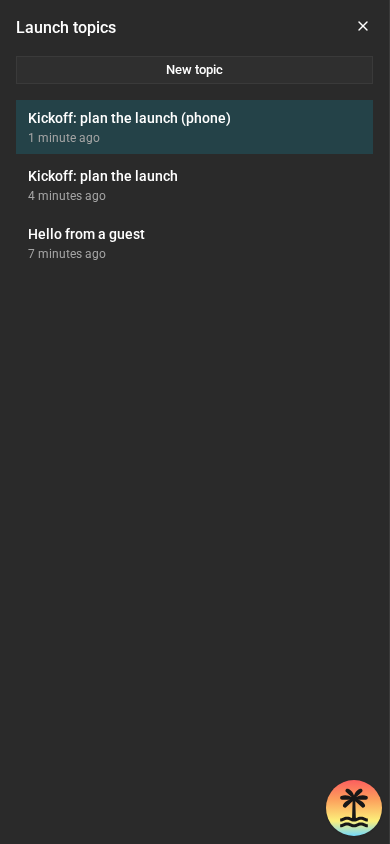 Launch topics
New topic
Kickoff: plan the launch (phone)
1 minute ago
Kickoff: plan the launch
4 minutes ago
Hello from a guest
7 minutes ago